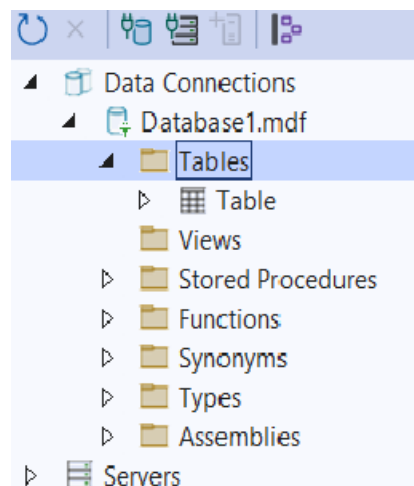 Data Connections
Database1.mdf
Tables
Table
Views
Stored Procedures
Functions
Synonyms
Types
Assemblies
Servers